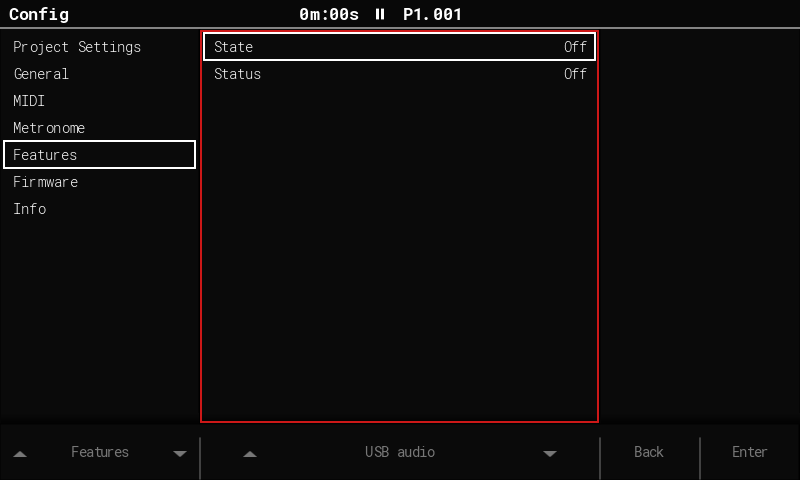 Config 0m:00s P1.001
Project Settings
General
MIDI
Metronome
Features
Firmware
Info
State Off
Status Off
Features USB audio Back Enter